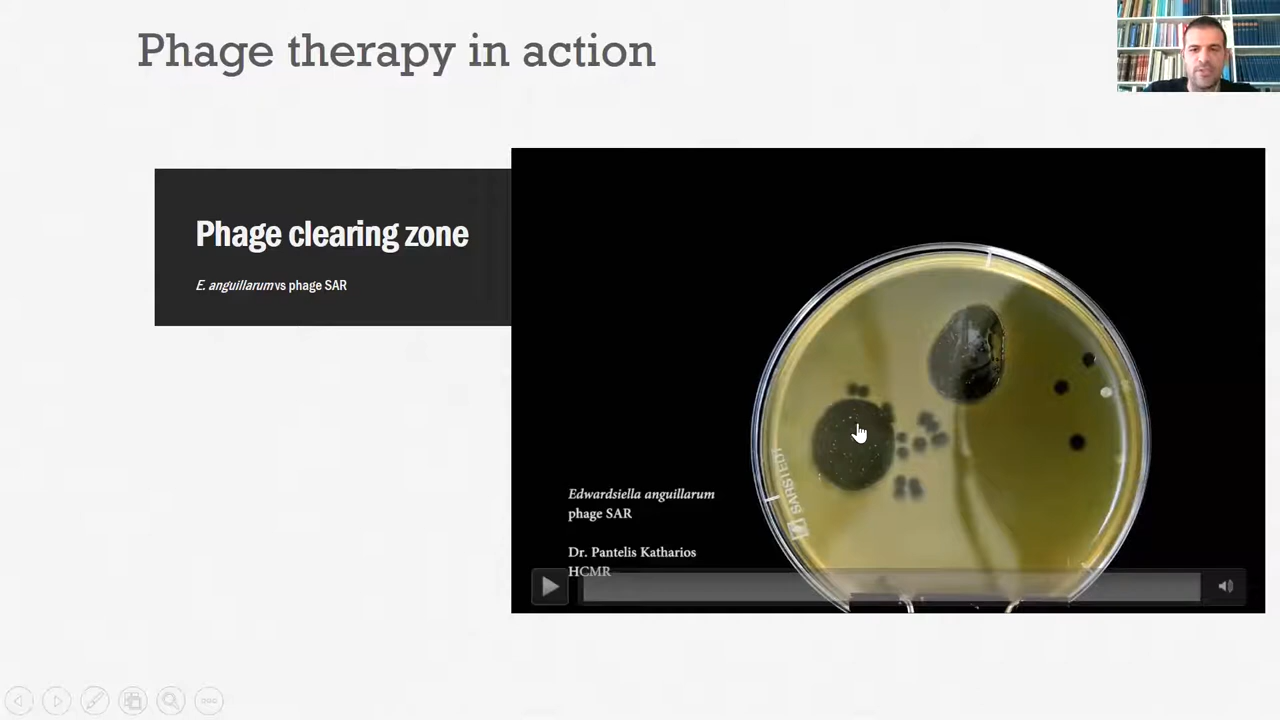 Phage therapy in action
Phage clearing zone
E. anguillarum vs phage SAR
SARSTEDT
Edwardsiella anguillarum
phage SAR
Dr. Pantelis Katharios
HCMR